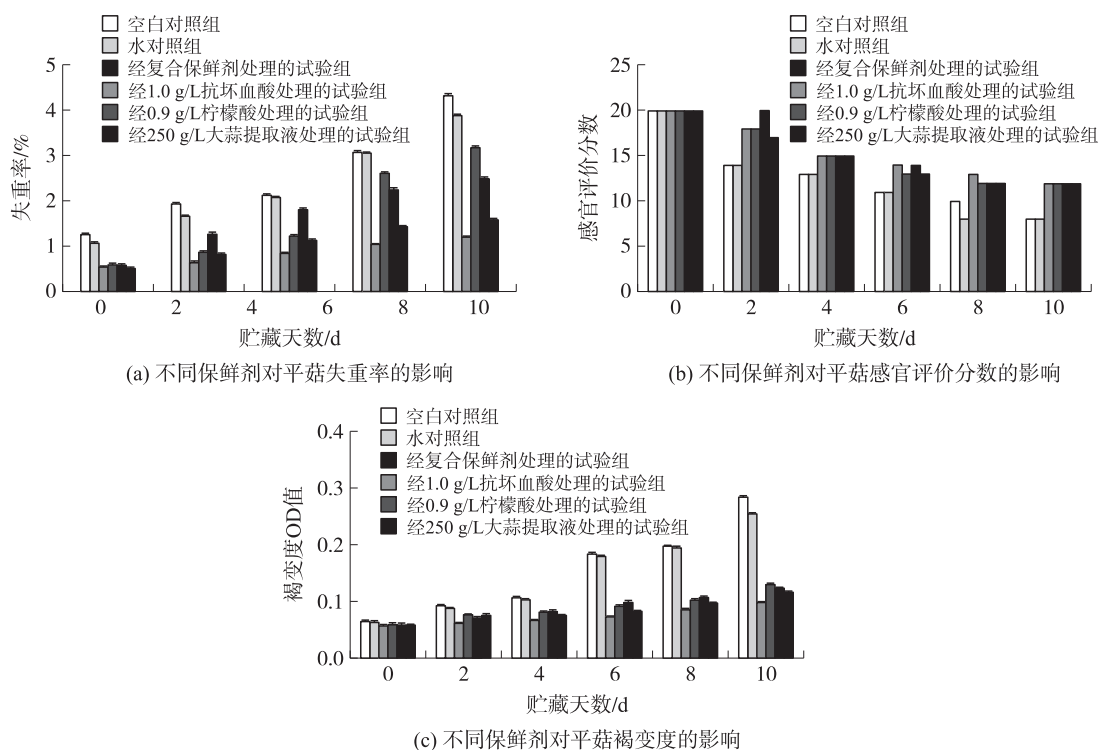 空白对照组
水对照组
经复合保鲜剂处理的试验组
经1.0 g/L抗坏血酸处理的试验组
经0.9 g/L柠檬酸处理的试验组
经250 g/L大蒜提取液处理的试验组
5
4
3
2
1
0
失重率/%
0 2 4 6 8 10
贮藏天数/d
(a) 不同保鲜剂对平菇失重率的影响
空白对照组
水对照组
经复合保鲜剂处理的试验组
经1.0 g/L抗坏血酸处理的试验组
经0.9 g/L柠檬酸处理的试验组
经250 g/L大蒜提取液处理的试验组
25
20
15
10
5
0
感官评价分数
0 2 4 6 8 10
贮藏天数/d
(b) 不同保鲜剂对平菇感官评价分数的影响
空白对照组
水对照组
经复合保鲜剂处理的试验组
经1.0 g/L抗坏血酸处理的试验组
经0.9 g/L柠檬酸处理的试验组
经250 g/L大蒜提取液处理的试验组
0.4
0.3
0.2
0.1
0.0
褐变度OD值
0 2 4 6 8 10
贮藏天数/d
(c) 不同保鲜剂对平菇褐变度的影响